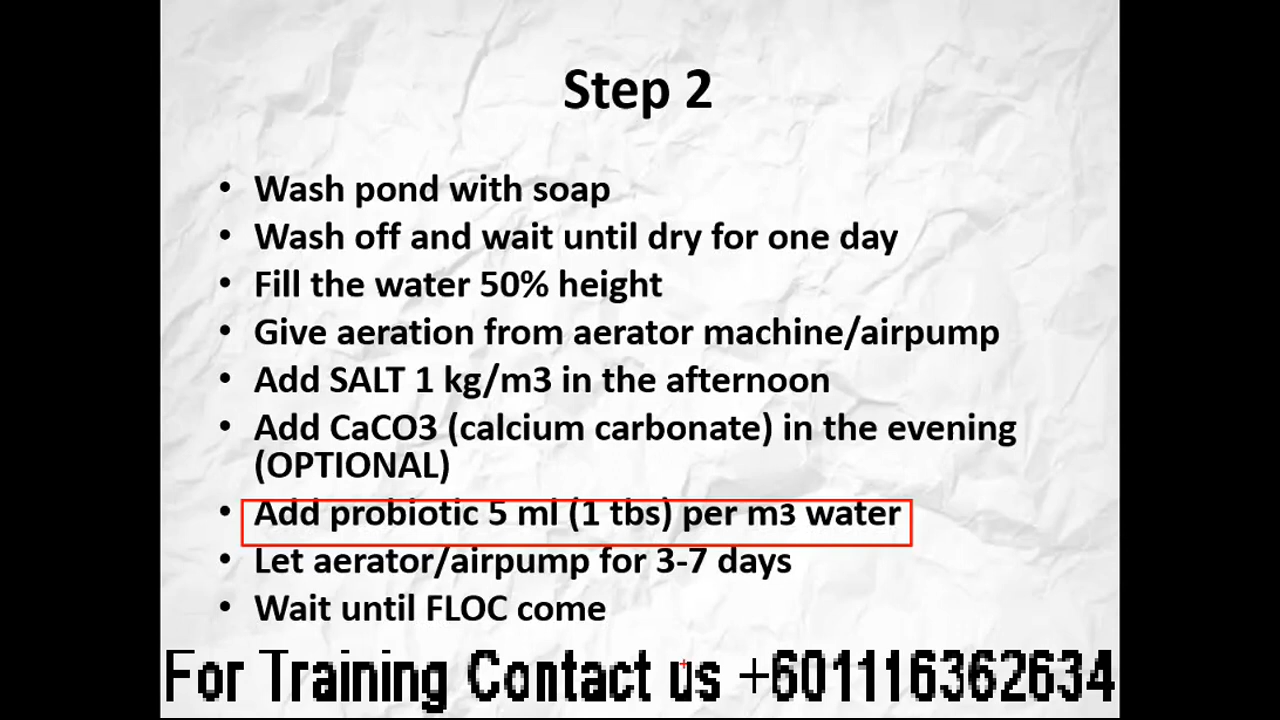 Step 2
• Wash pond with soap
• Wash off and wait until dry for one day
• Fill the water 50% height
• Give aeration from aerator machine/airpump
• Add SALT 1 kg/m3 in the afternoon
• Add CaCO3 (calcium carbonate) in the evening
(OPTIONAL)
• Add probiotic 5 ml (1 tbs) per m3 water
• Let aerator/airpump for 3-7 days
• Wait until FLOC come
For Training Contact us +601116362634